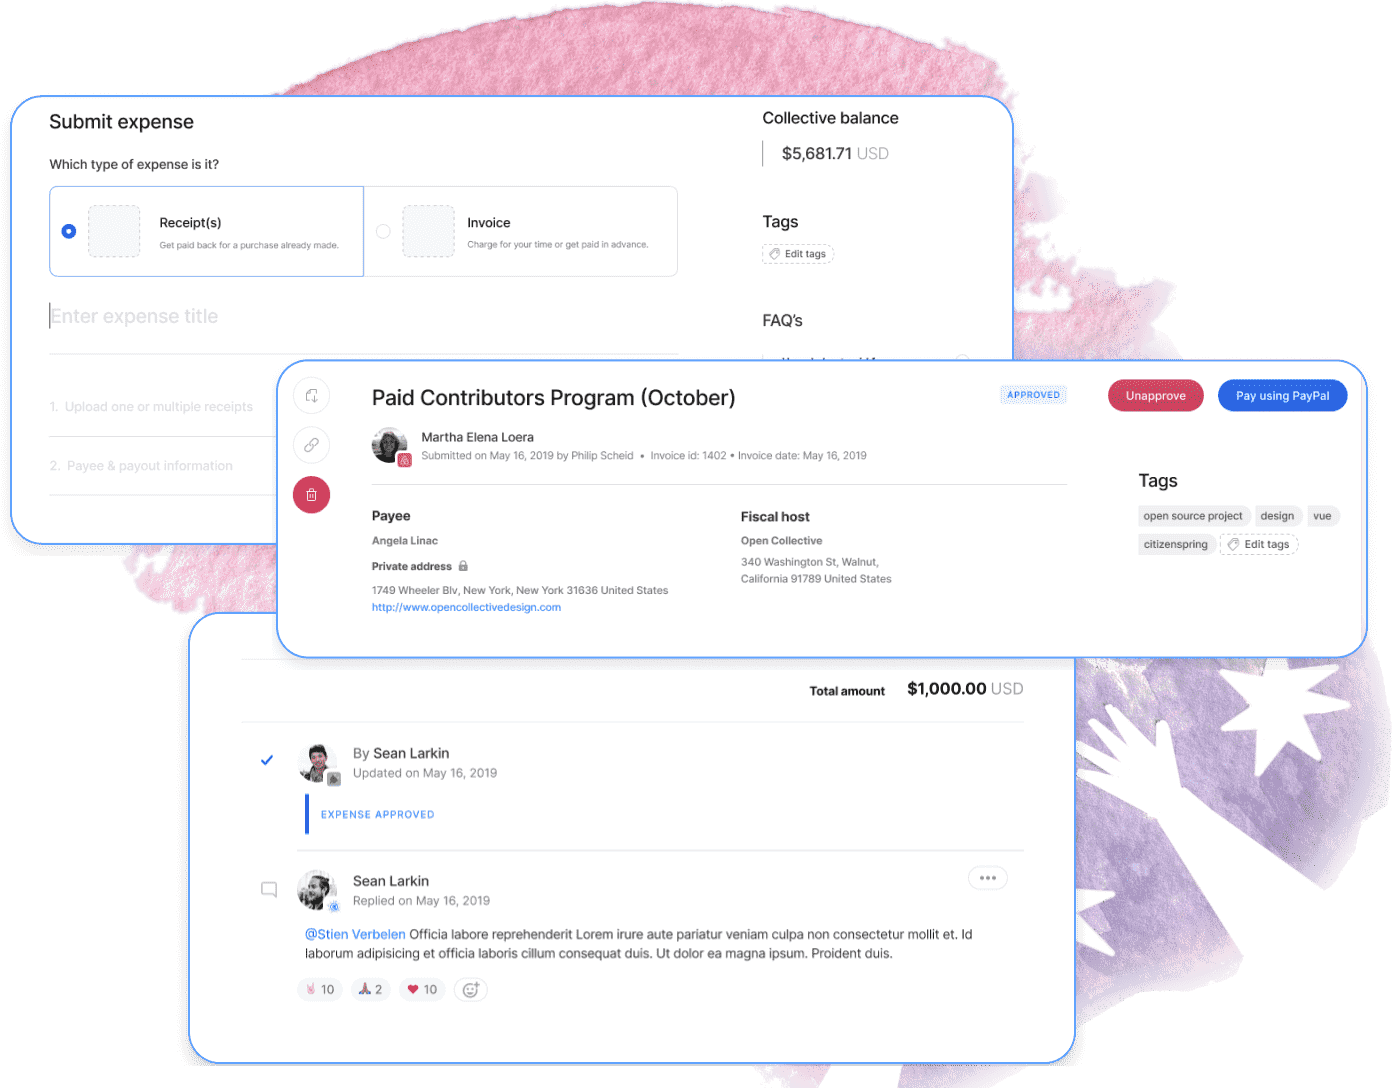 Submit expense
Which type of expense is it?
Receipt(s)
Get paid back for a purchase already made.
Invoice
Charge for your time or get paid in advance.
Enter expense title
1. Upload one or multiple receipts
2. Payee & payout information
Collective balance
$5,681.71 USD
Tags
Edit tags
FAQ's
Paid Contributors Program (October)
APPROVED
Unapprove
Pay using PayPal
Martha Elena Loera
Submitted on May 16, 2019 by Philip Scheid • Invoice id: 1402 • Invoice date: May 16, 2019
Payee
Angela Linac
Private address
1749 Wheeler Blv, New York, New York 31636 United States
http://www.opencollectivedesign.com
Fiscal host
Open Collective
340 Washington St, Walnut,
California 91789 United States
Tags
open source project design vue
citizenspring Edit tags
Total amount $1,000.00 USD
By Sean Larkin
Updated on May 16, 2019
EXPENSE APPROVED
Sean Larkin
Replied on May 16, 2019
@Stien Verbelen Officia labore reprehenderit Lorem irure aute pariatur veniam culpa non consectetur mollit et. Id
laborum adipisicing et officia laboris cillum consequat duis. Ut dolor ea magna ipsum. Proident duis.
10 2 10